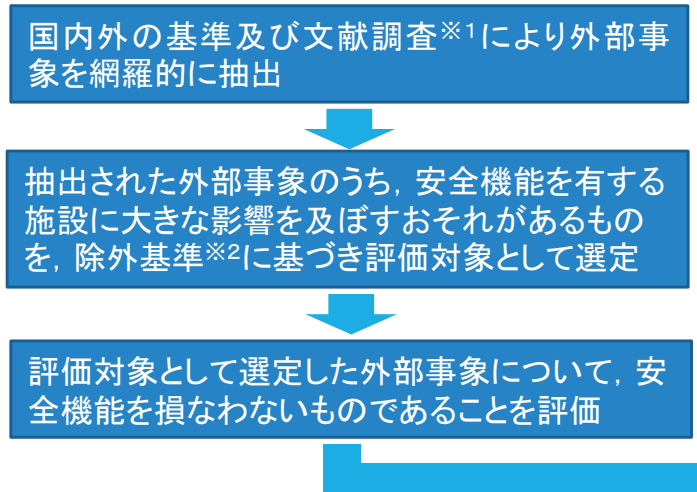 国内外の基準及び文献調査※1により外部事
象を網羅的に抽出
抽出された外部事象のうち，安全機能を有する
施設に大きな影響を及ぼすおそれがあるもの
を，除外基準※2に基づき評価対象として選定
評価対象として選定した外部事象について，安
全機能を損なわないものであることを評価